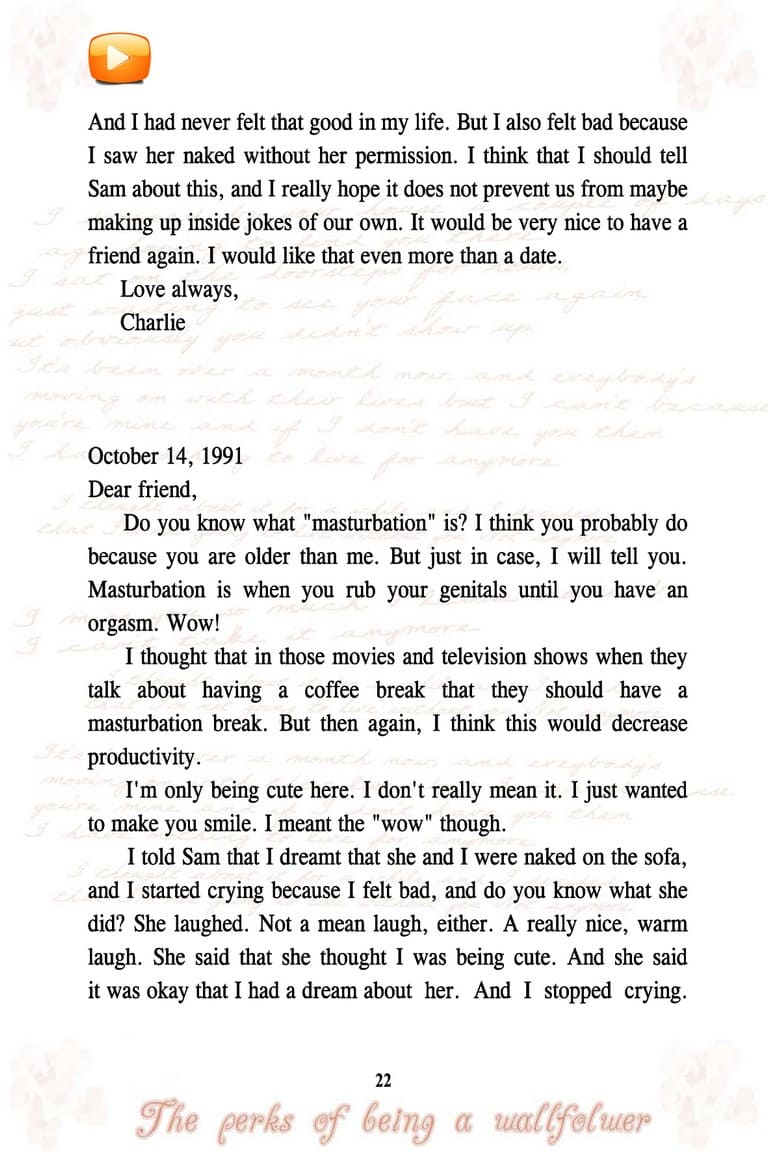 And I had never felt that good in my life. But I also felt bad because
I saw her naked without her permission. I think that I should tell
Sam about this, and I really hope it does not prevent us from maybe
making up inside jokes of our own. It would be very nice to have a
friend again. I would like that even more than a date.
Love always,
Charlie
October 14, 1991
Dear friend,
Do you know what "masturbation" is? I think you probably do
because you are older than me. But just in case, I will tell you.
Masturbation is when you rub your genitals until you have an
orgasm. Wow!
I thought that in those movies and television shows when they
talk about having a coffee break that they should have a
masturbation break. But then again, I think this would decrease
productivity.
I'm only being cute here. I don't really mean it. I just wanted
to make you smile. I meant the "wow" though.
I told Sam that I dreamt that she and I were naked on the sofa,
and I started crying because I felt bad, and do you know what she
did? She laughed. Not a mean laugh, either. A really nice, warm
laugh. She said that she thought I was being cute. And she said
it was okay that I had a dream about her. And I stopped crying.
22
The perks of being a wallfolwer